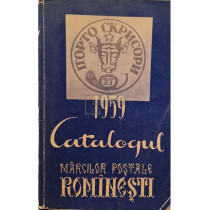 ПОРТО СКРИСОРИ
27
1959
Catalogul
MĂRCILOR POȘTALE
ROMÎNEȘTI